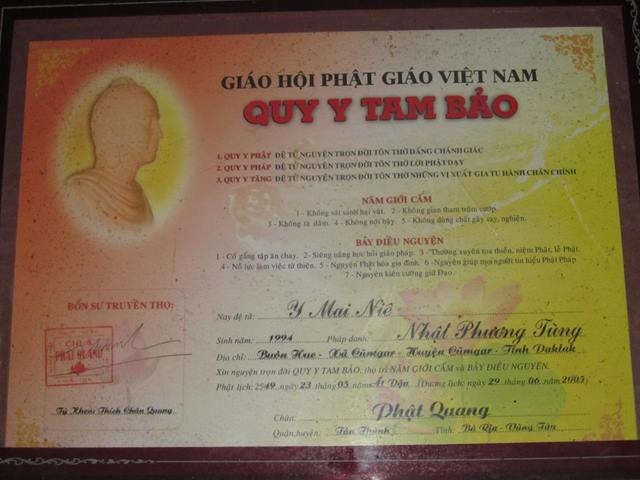 GIÁO HỘI PHẬT GIÁO VIỆT NAM
QUY Y TAM BẢO
1. QUY Y PHẬT ĐỆ TỬ NGUYỆN TRỌN ĐỜI TÔN THỜ ĐẤNG CHÁNH GIÁC
2. QUY Y PHÁP ĐỆ TỬ NGUYỆN TRỌN ĐỜI TÔN THỜ LỜI PHẬT DẠY
3. QUY Y TĂNG ĐỆ TỬ NGUYỆN TRỌN ĐỜI TÔN THỜ NHỮNG VỊ XUẤT GIA TU HÀNH CHÂN CHÍNH
NĂM GIỚI CẤM
1 - Không sát sanh hại vật. 2 - Không gian tham trộm cướp.
3 - Không tà dâm. 4 - Không nói bậy. 5 - Không dùng chất gây say, nghiện.
BẢY ĐIỀU NGUYỆN
1 - Cố gắng tập ăn chay. 2- Siêng năng học hỏi giáo pháp. 3 - Thường xuyên tọa thiền, niệm Phật, lễ Phật.
4 - Nỗ lực làm việc từ thiện. 5 - Nguyện Phật hóa gia đình. 6 -Nguyện giúp mọi người tin hiểu Phật Pháp
7 - Nguyện kiên cường giữ Đạo.
BỔN SƯ TRUYỀN THỌ:
CHÙA
PHẬT QUANG
Tỳ Kheo Thích Chân Quang
Nay đệ tử: Y Mai Niê
Sinh năm: 1994 Pháp danh: Nhật Phương Tùng
Địa chỉ: Buôn Hue - Xã Cưmgar - Huyện Cưmgar - Tỉnh Daklak
Xin nguyện trọn đời QUY Y TAM BẢO, thọ trì NĂM GIỚI CẤM và BẢY ĐIỀU NGUYỆN.
Phật lịch: 2549 ngày 23 tháng 05 năm Ất Dậu (Dương lịch: ngày 29 tháng 06 năm 2005)
Chùa: Phật Quang
Quận,huyện: Tân Thành Tỉnh: Bà Rịa - Vũng Tàu